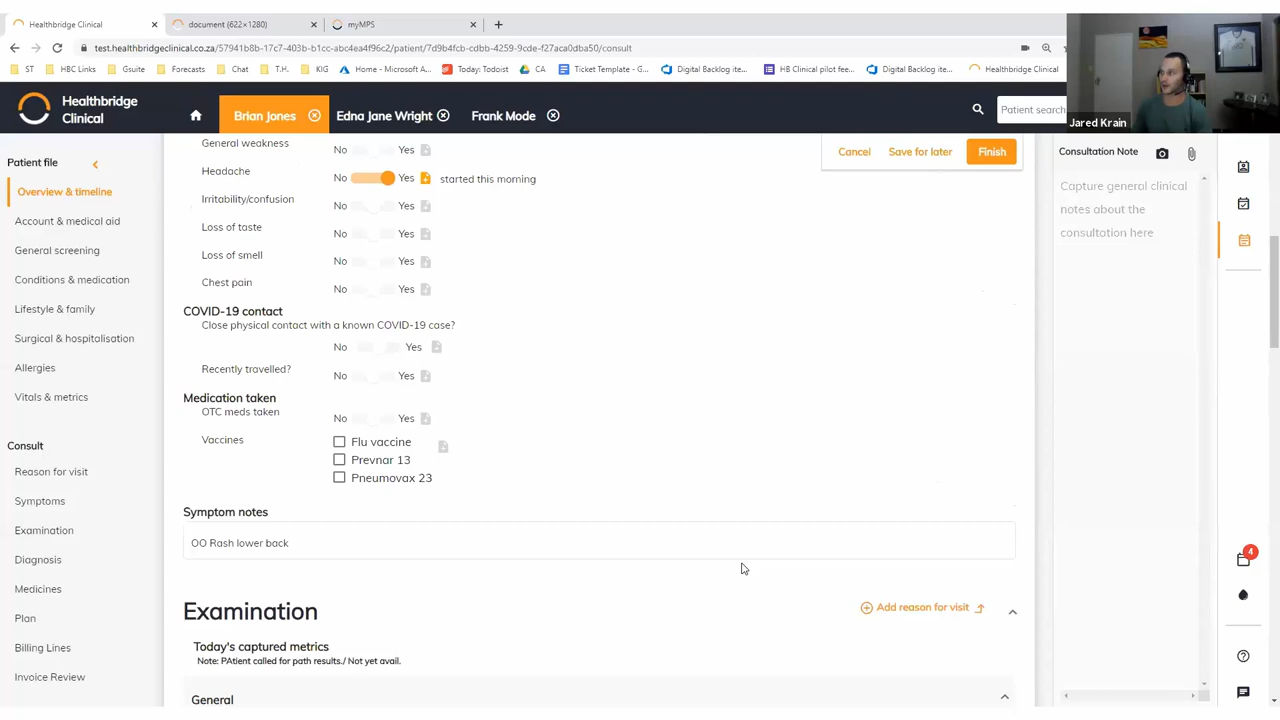 Healthbridge Clinical
document (622×1280)
myMPS
test.healthbridgeclinical.co.za/57941b8b-17c7-403b-b1cc-abc4ea4f96c2/patient/7d9b4fcb-cdbb-4259-9cde-f27aca0dba50/consult
ST
HBC Links
Gsuite
Forecasts
Chat
T.H.
KIG
Home - Microsoft A...
Today: Todoist
CA
Ticket Template - G...
Digital Backlog ite...
HB Clinical pilot fee...
Digital Backlog ite...
Healthbridge Clinical
Jared Krain
Healthbridge
Clinical
Brian Jones
Edna Jane Wright
Frank Mode
Patient search
Patient file
Overview & timeline
Account & medical aid
General screening
Conditions & medication
Lifestyle & family
Surgical & hospitalisation
Allergies
Vitals & metrics
Consult
Reason for visit
Symptoms
Examination
Diagnosis
Medicines
Plan
Billing Lines
Invoice Review
Cancel
Save for later
Finish
General weakness No Yes
Headache No Yes started this morning
Irritability/confusion No Yes
Loss of taste No Yes
Loss of smell No Yes
Chest pain No Yes
COVID-19 contact
Close physical contact with a known COVID-19 case?
No Yes
Recently travelled? No Yes
Medication taken
OTC meds taken No Yes
Vaccines
Flu vaccine
Prevnar 13
Pneumovax 23
Symptom notes
OO Rash lower back
Examination
Add reason for visit
Today's captured metrics
Note: PAtient called for path results./ Not yet avail.
General
Consultation Note
Capture general clinical
notes about the
consultation here
4